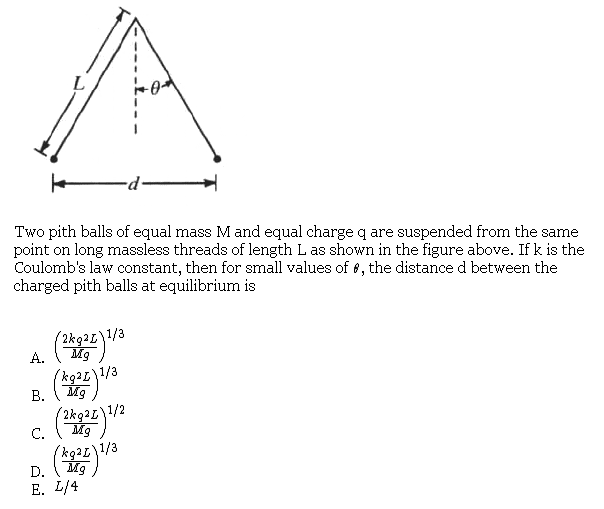 L
θ
d
Two pith balls of equal mass M and equal charge q are suspended from the same
point on long massless threads of length L as shown in the figure above. If k is the
Coulomb's law constant, then for small values of θ, the distance d between the
charged pith balls at equilibrium is
A. (2kq²L/Mg)^1/3
B. (kq²L/Mg)^1/3
C. (2kq²L/Mg)^1/2
D. (kq²L/Mg)^1/3
E. L/4